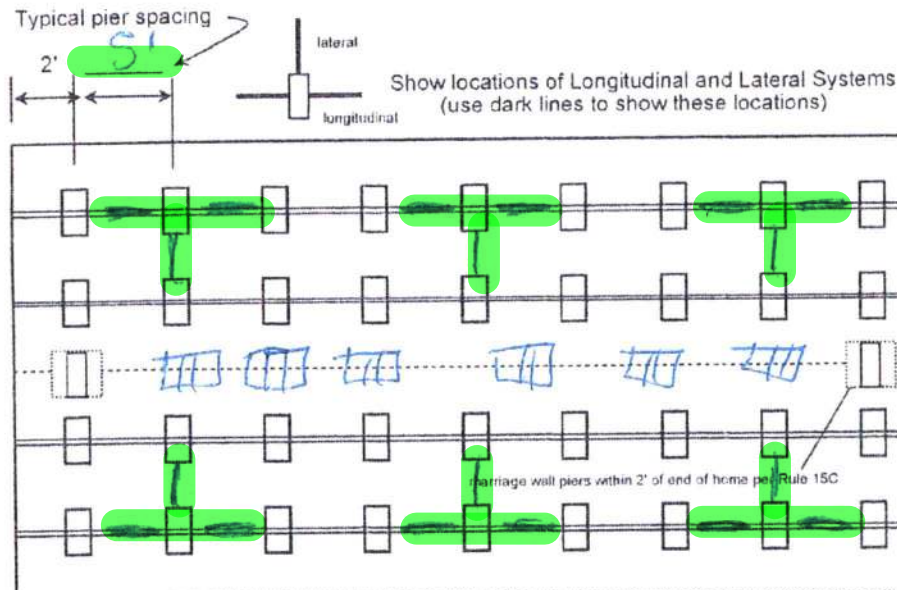 Typical pier spacing
5'
2'
lateral
longitudinal
Show locations of Longitudinal and Lateral Systems
(use dark lines to show these locations)
marriage wall piers within 2' of end of home per Rule 15C